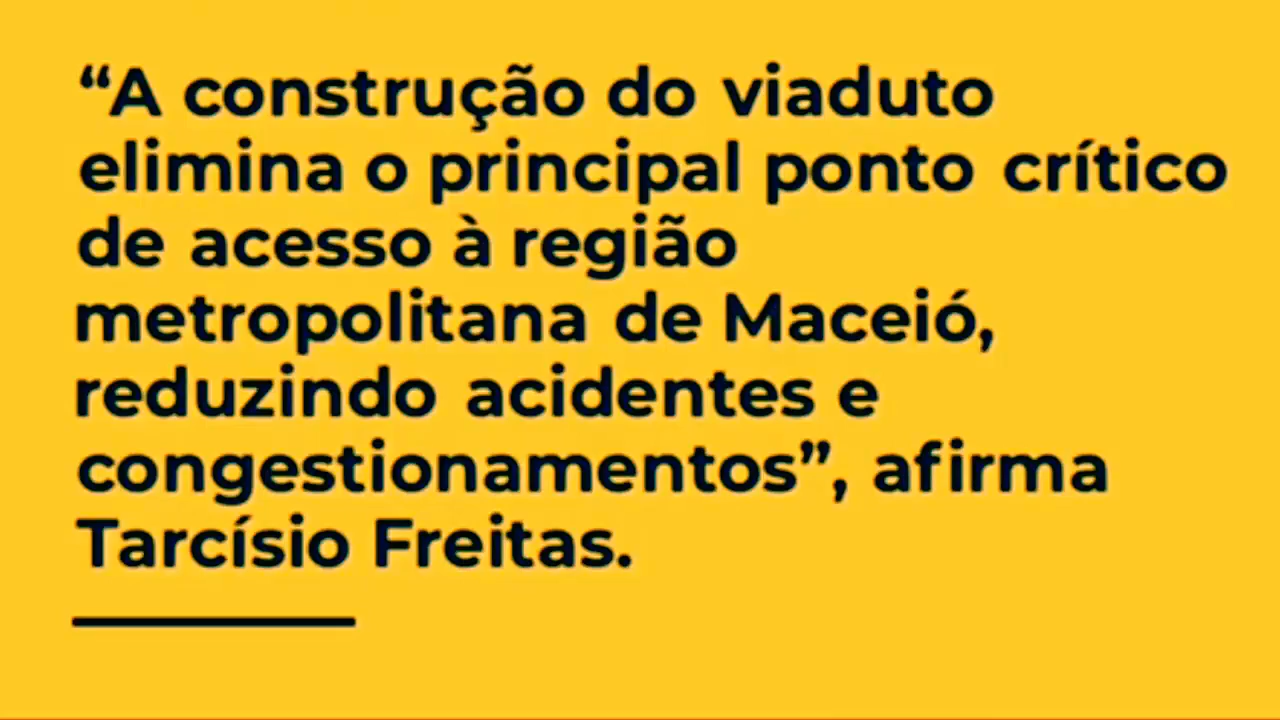 “A construção do viaduto
elimina o principal ponto crítico
de acesso à região
metropolitana de Maceió,
reduzindo acidentes e
congestionamentos”, afirma
Tarcísio Freitas.